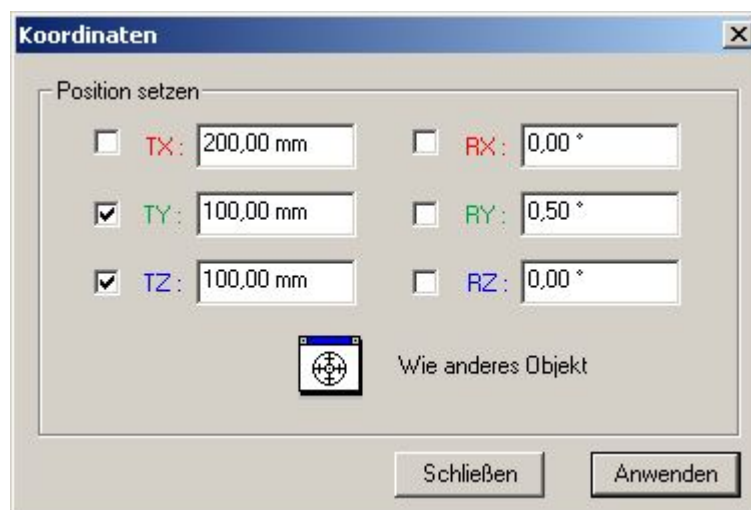 Koordinaten
Position setzen
TX : 200,00 mm RX : 0,00 °
TY : 100,00 mm RY : 0,50 °
TZ : 100,00 mm RZ : 0,00 °
Wie anderes Objekt
Schließen Anwenden